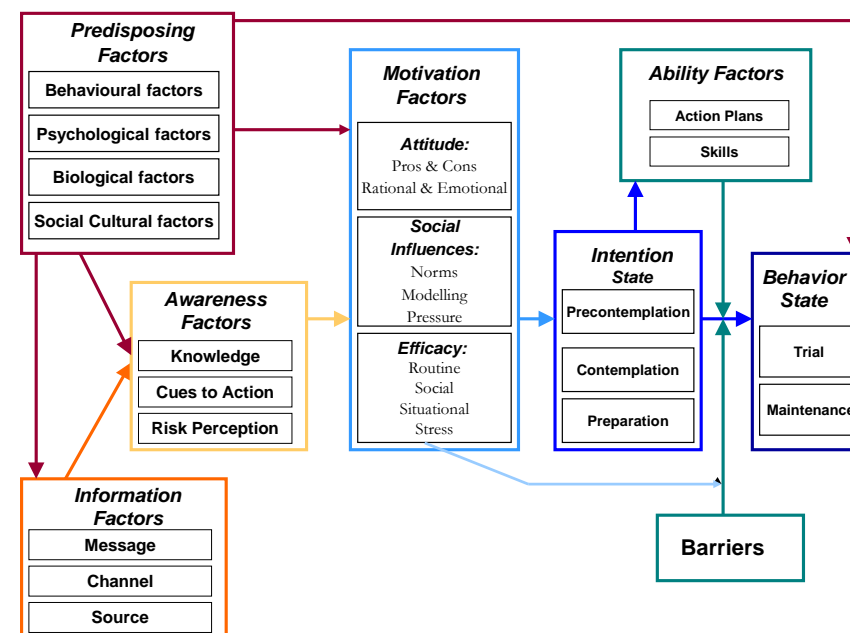 Predisposing
Factors
Behavioural factors
Psychological factors
Biological factors
Social Cultural factors
Awareness
Factors
Knowledge
Cues to Action
Risk Perception
Information
Factors
Message
Channel
Source
Motivation
Factors
Attitude:
Pros & Cons
Rational & Emotional
Social
Influences:
Norms
Modelling
Pressure
Efficacy:
Routine
Social
Situational
Stress
Intention
State
Precontemplation
Contemplation
Preparation
Ability Factors
Action Plans
Skills
Barriers
Behavior
State
Trial
Maintenance